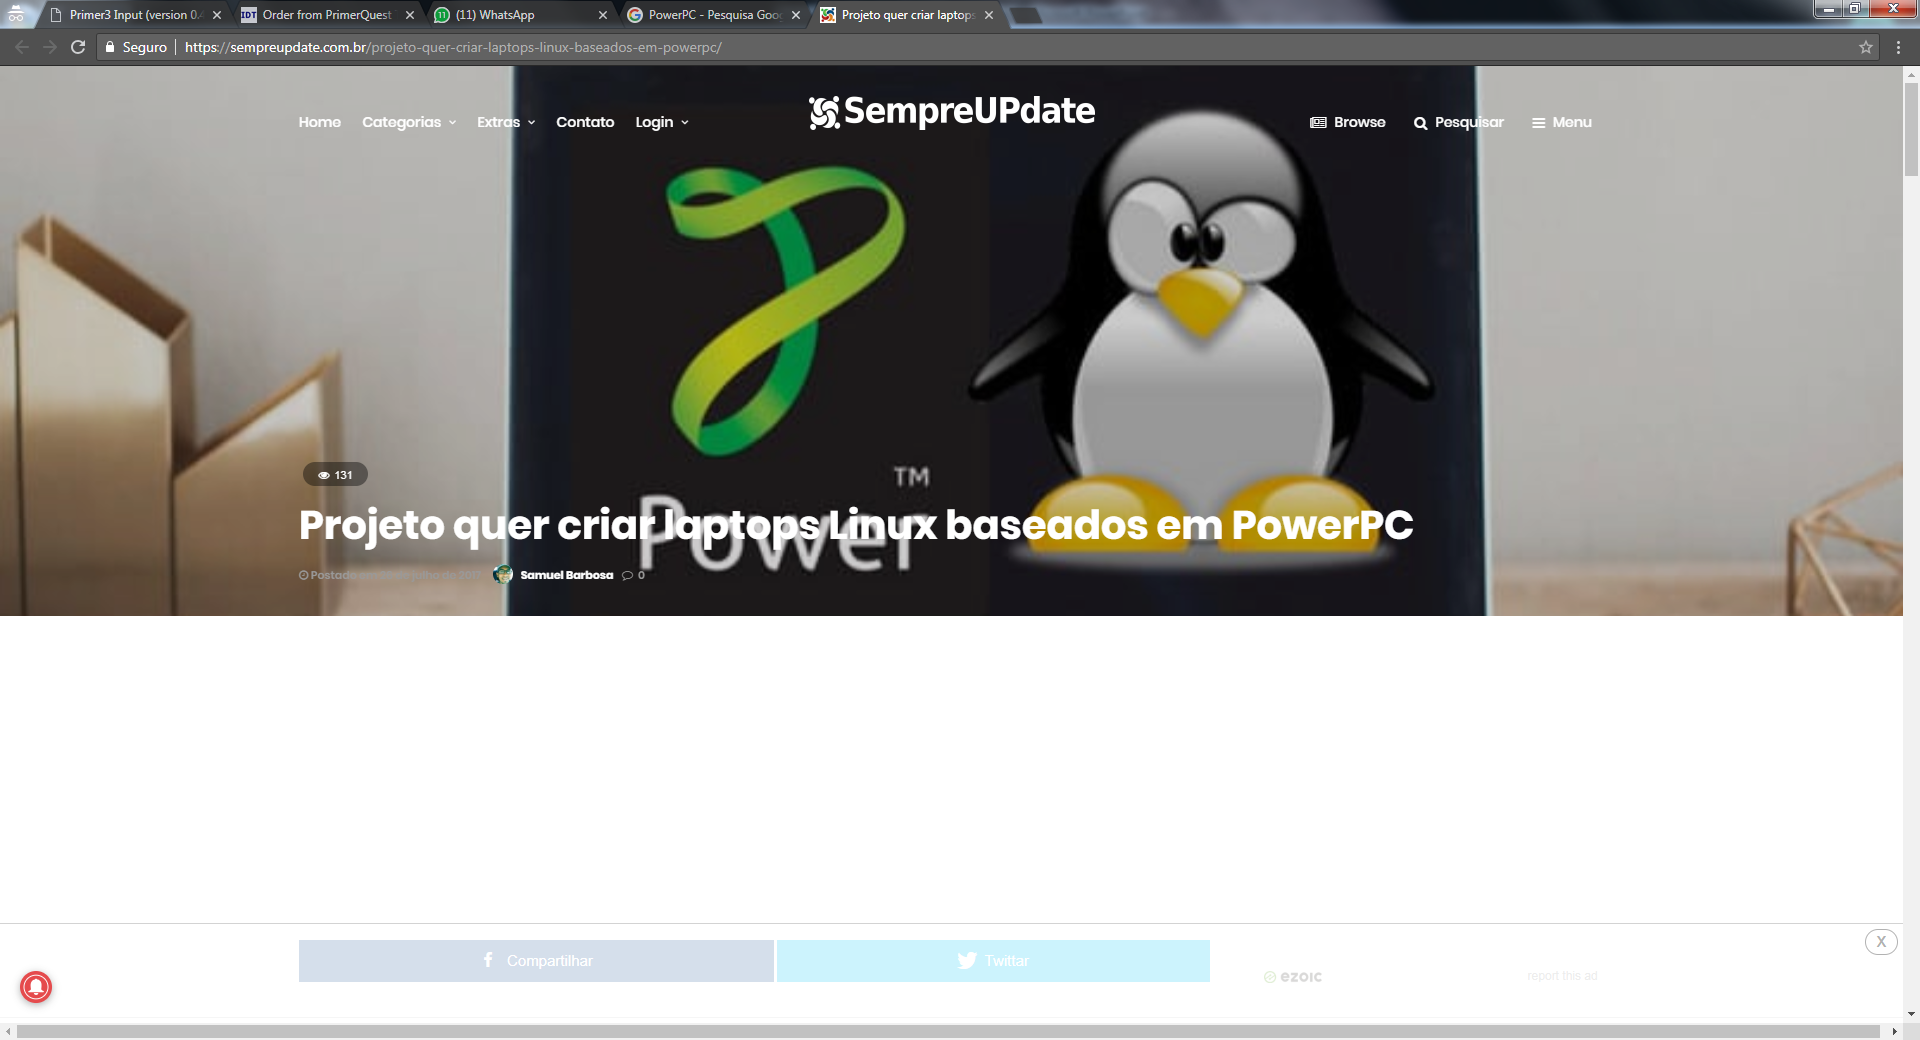 Primer3 Input (version 0.4
Order from PrimerQuest
(11) WhatsApp
PowerPC - Pesquisa Goo
Projeto quer criar laptops
Seguro
https://sempreupdate.com.br/projeto-quer-criar-laptops-linux-baseados-em-powerpc/
Home Categorias Extras Contato Login
SempreUPdate
Browse Pesquisar Menu
TM
Power
131
Projeto quer criar laptops Linux baseados em PowerPC
Postado
Samuel Barbosa
0
Compartilhar
Twittar
ezoic
report this ad
X